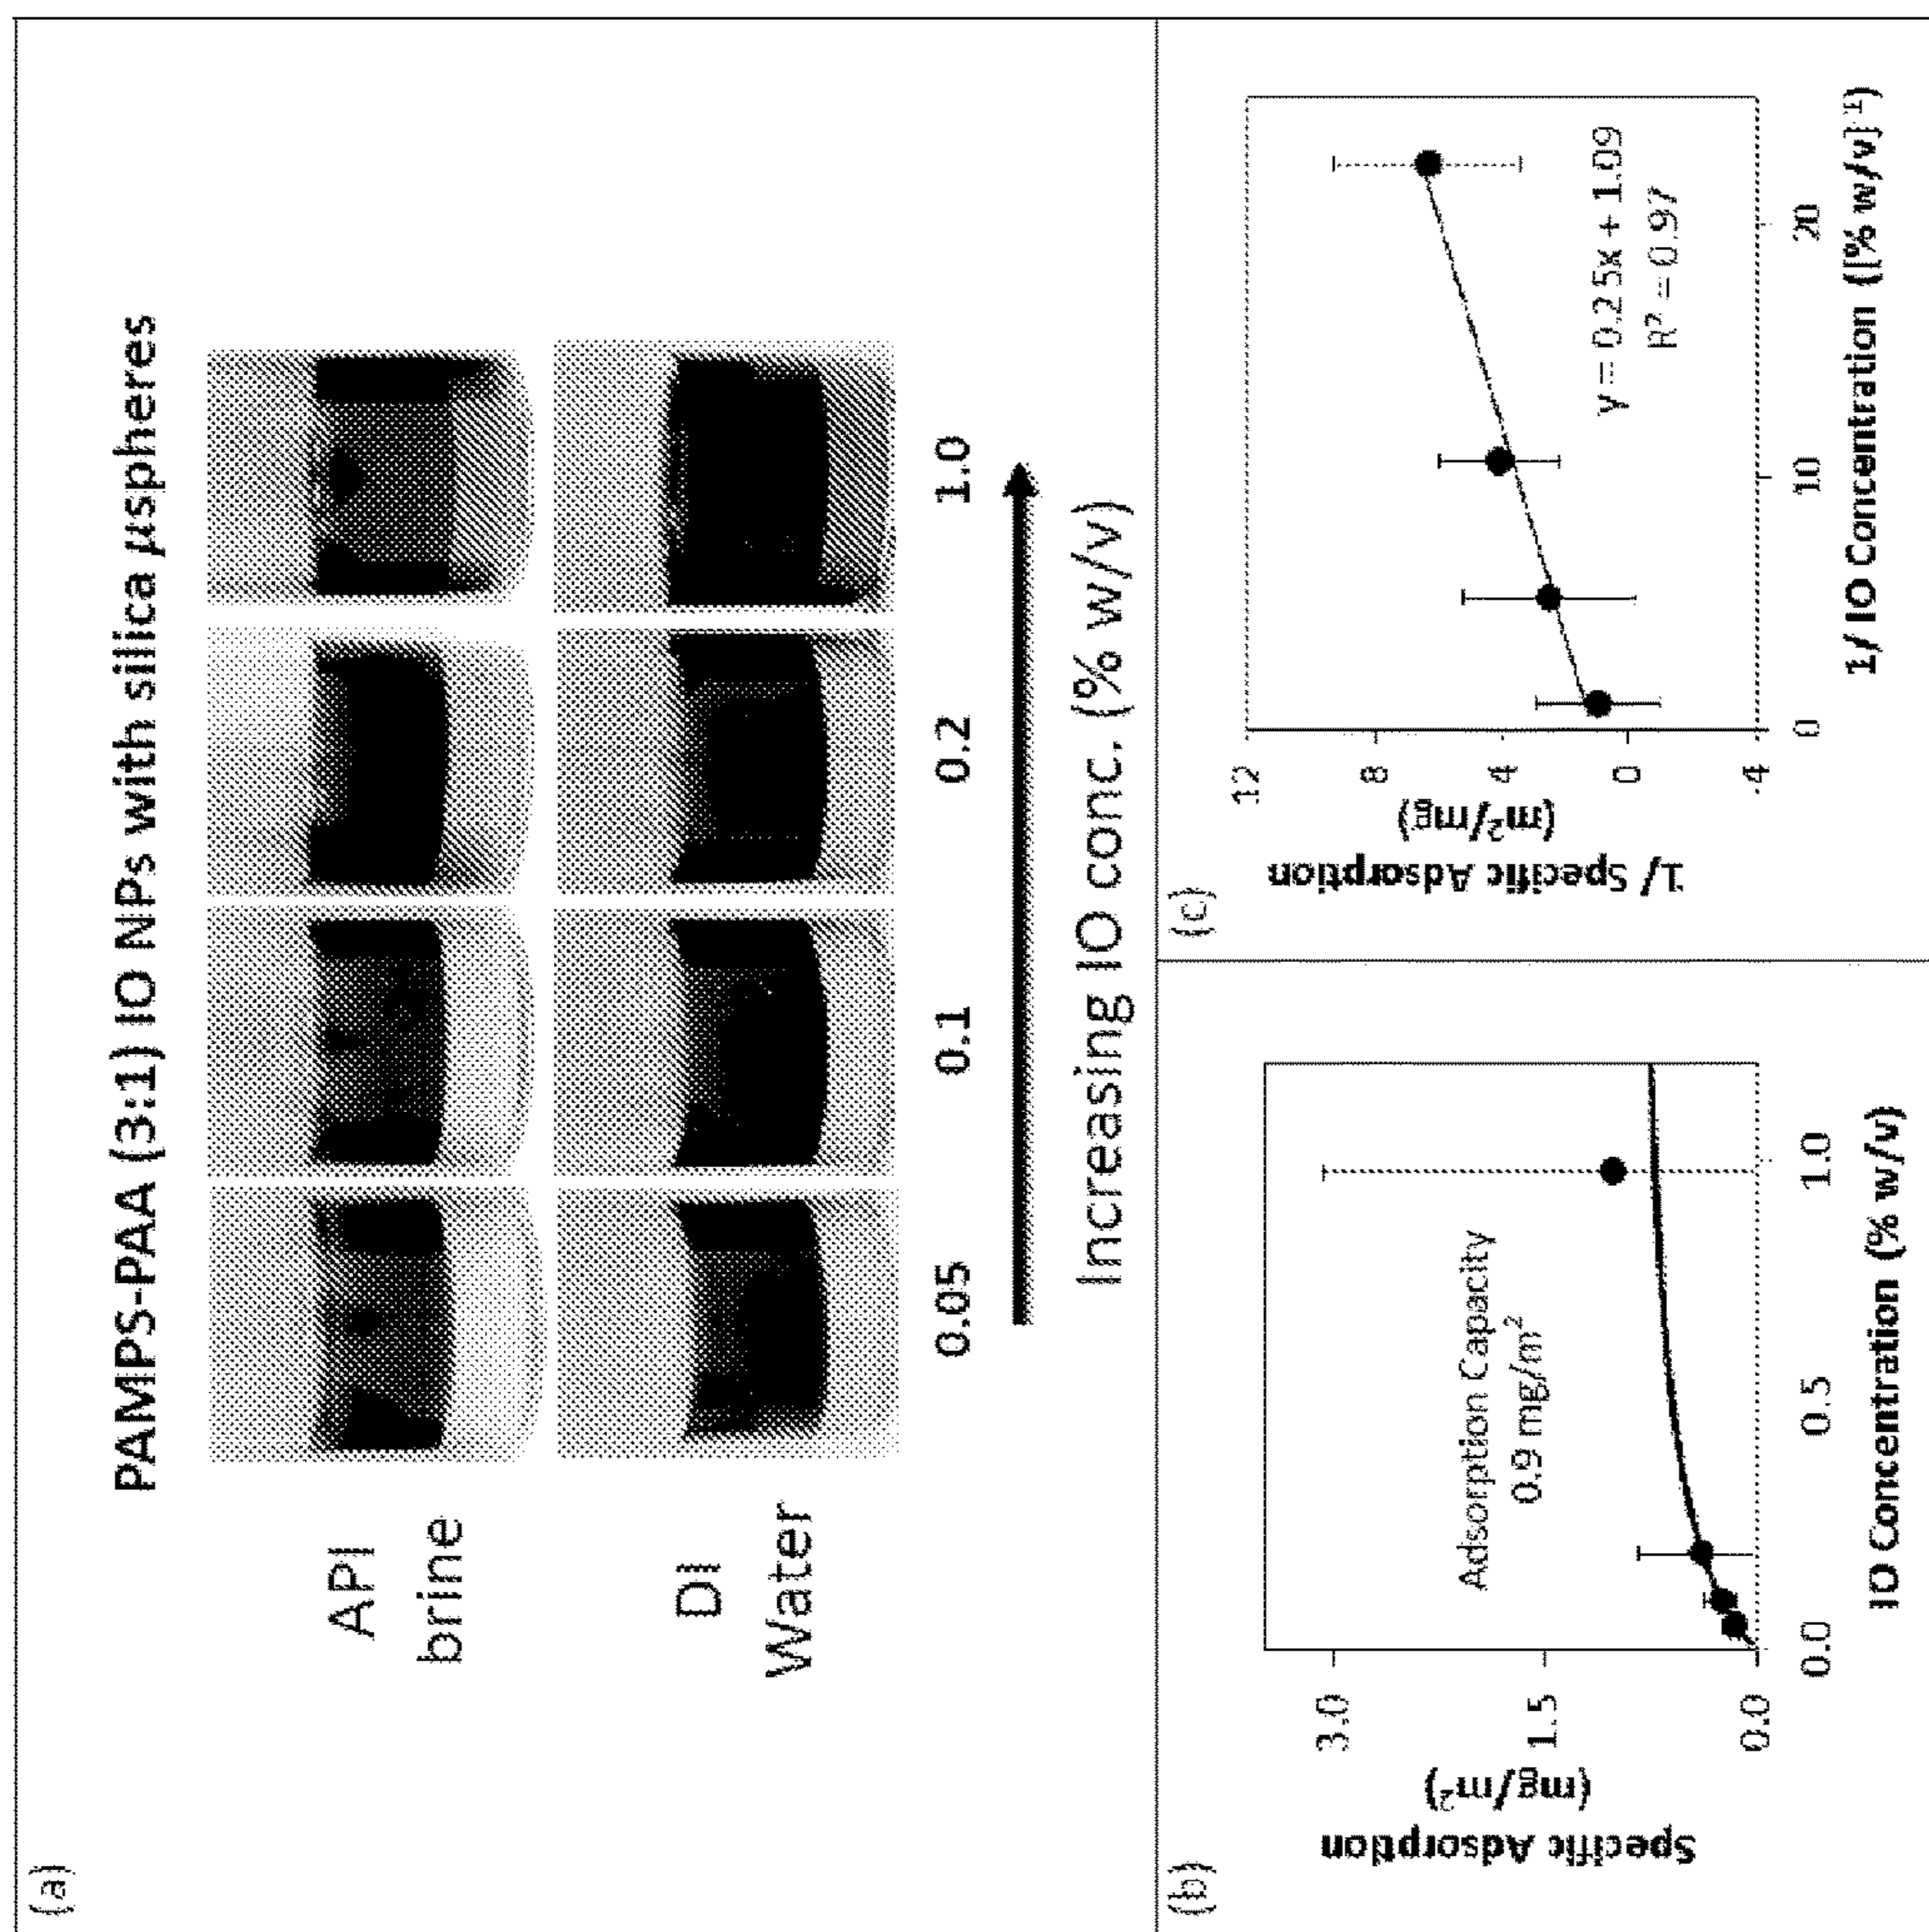 (a)
PAMPS-PAA (3:1) IO NPs with silica µspheres
API
brine
DI
Water
0.05 0.1 0.2 1.0
Increasing IO conc. (% w/v)
(b)
Specific Adsorption
(mg/m²)
3.0
1.5
0.0
Adsorption Capacity
0.9 mg/m²
0.0 0.5 1.0
IO Concentration (% w/v)
(c)
1/ Specific Adsorption
(m²/mg)
12
8
4
0
-4
y = 0.25x + 1.09
R² = 0.97
0 10 20
1/ IO Concentration ([% w/v]⁻¹)